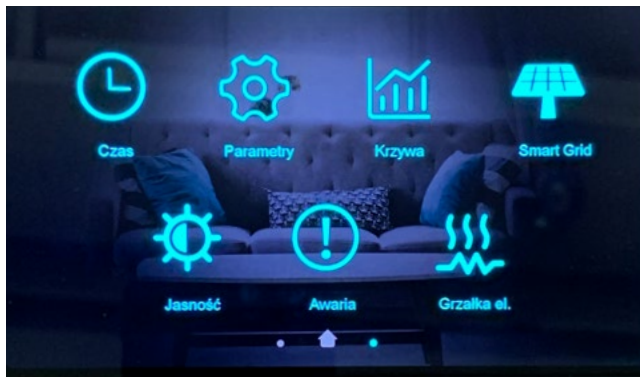 Czas
Parametry
Krzywa
Smart Grid
Jasność
Awaria
Grzałka el.